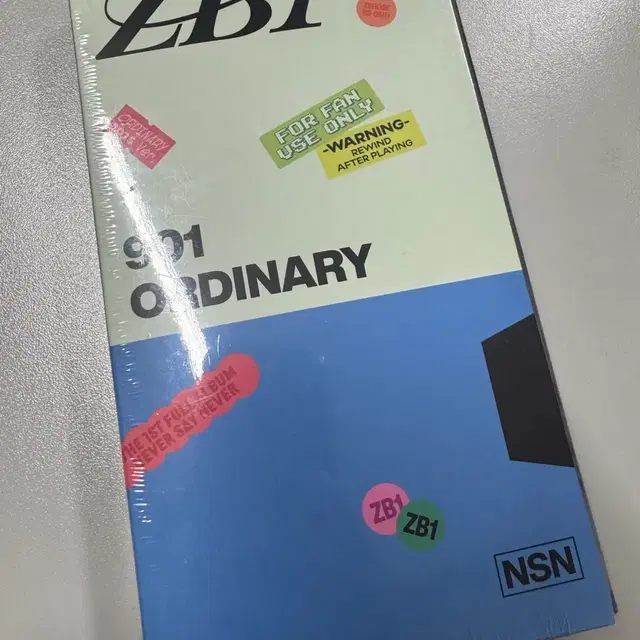 ZB1
FOR FAN
USE ONLY
-WARNING-
REWIND
AFTER PLAYING
ORDINARY
901
ORDINARY
THE 1ST FULL ALBUM
NEVER SAY NEVER
ZB1
ZB1
NSN